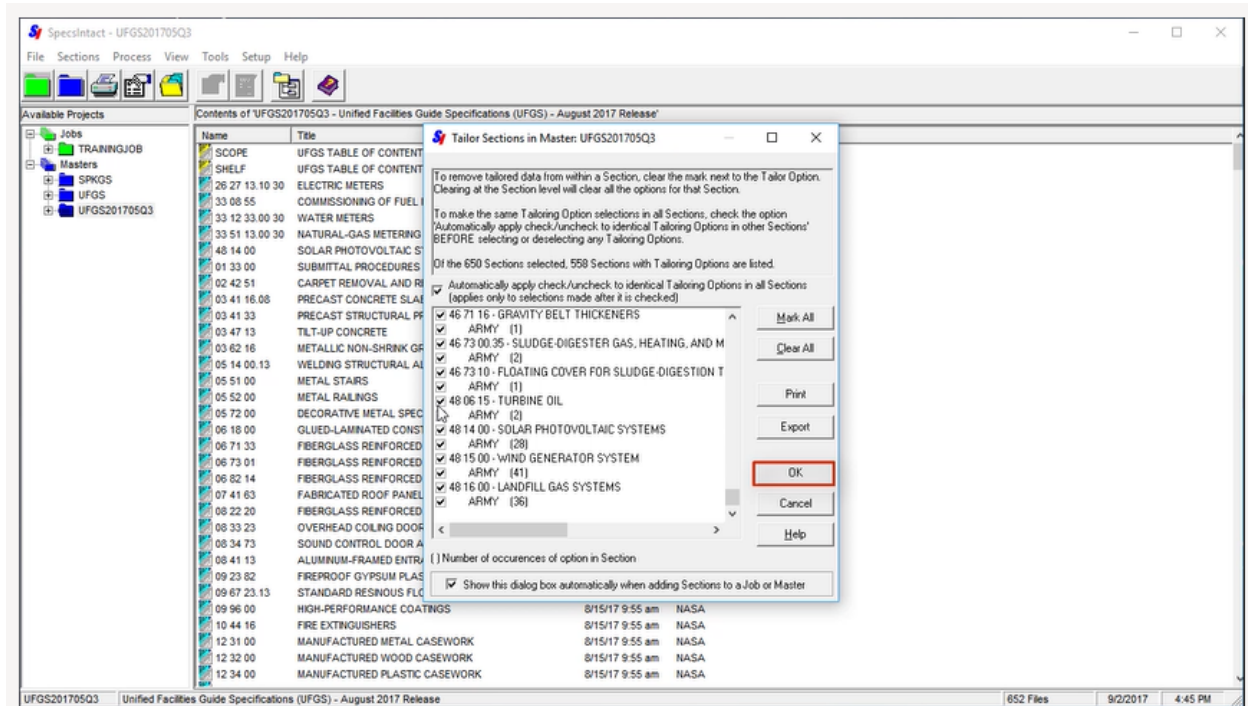 SpecsIntact - UFGS201705Q3
File Sections Process View Tools Setup Help
Available Projects
Contents of 'UFGS201705Q3 - Unified Facilities Guide Specifications (UFGS) - August 2017 Release'
Jobs
TRAININGJOB
Masters
SPKGS
UFGS
UFGS201705Q3
Name Title
SCOPE UFGS TABLE OF CONTENT
SHELF UFGS TABLE OF CONTENT
26 27 13.10 30 ELECTRIC METERS
33 08 55 COMMISSIONING OF FUEL
33 12 33.00 30 WATER METERS
33 51 13.00 30 NATURAL-GAS METERING
48 14 00 SOLAR PHOTOVOLTAIC S
01 33 00 SUBMITTAL PROCEDURES
02 42 51 CARPET REMOVAL AND RE
03 41 16.08 PRECAST CONCRETE SLAB
03 41 33 PRECAST STRUCTURAL PR
03 47 13 TILT-UP CONCRETE
03 62 16 METALLIC NON-SHRINK GR
05 14 00.13 WELDING STRUCTURAL AL
05 51 00 METAL STAIRS
05 52 00 METAL RAILINGS
05 72 00 DECORATIVE METAL SPEC
06 18 00 GLUED-LAMINATED CONST
06 71 33 FIBERGLASS REINFORCED
06 73 01 FIBERGLASS REINFORCED
06 82 14 FIBERGLASS REINFORCED
07 41 63 FABRICATED ROOF PANEL
08 22 20 FIBERGLASS REINFORCED
08 33 23 OVERHEAD COILING DOOR
08 34 73 SOUND CONTROL DOOR A
08 41 13 ALUMINUM-FRAMED ENTRA
09 23 82 FIREPROOF GYPSUM PLAS
09 67 23.13 STANDARD RESINOUS FLO
09 96 00 HIGH-PERFORMANCE COATINGS 8/15/17 9:55 am NASA
10 44 16 FIRE EXTINGUISHERS 8/15/17 9:55 am NASA
12 31 00 MANUFACTURED METAL CASEWORK 8/15/17 9:55 am NASA
12 32 00 MANUFACTURED WOOD CASEWORK 8/15/17 9:55 am NASA
12 34 00 MANUFACTURED PLASTIC CASEWORK 8/15/17 9:55 am NASA
Tailor Sections in Master: UFGS201705Q3
To remove tailored data from within a Section, clear the mark next to the Tailor Option.
Clearing at the Section level will clear all the options for that Section.
To make the same Tailoring Option selections in all Sections, check the option
'Automatically apply check/uncheck to identical Tailoring Options in other Sections'
BEFORE selecting or deselecting any Tailoring Options.
Of the 650 Sections selected, 558 Sections with Tailoring Options are listed.
Automatically apply check/uncheck to identical Tailoring Options in all Sections
(applies only to selections made after it is checked)
46 71 16 - GRAVITY BELT THICKENERS
ARMY (1)
46 73 00.35 - SLUDGE-DIGESTER GAS, HEATING, AND M
ARMY (2)
46 73 10 - FLOATING COVER FOR SLUDGE-DIGESTION T
ARMY (1)
48 06 15 - TURBINE OIL
ARMY (2)
48 14 00 - SOLAR PHOTOVOLTAIC SYSTEMS
ARMY (28)
48 15 00 - WIND GENERATOR SYSTEM
ARMY (41)
48 16 00 - LANDFILL GAS SYSTEMS
ARMY (36)
Mark All
Clear All
Print
Export
OK
Cancel
Help
( ) Number of occurences of option in Section
Show this dialog box automatically when adding Sections to a Job or Master
UFGS201705Q3 Unified Facilities Guide Specifications (UFGS) - August 2017 Release 652 Files 9/2/2017 4:45 PM